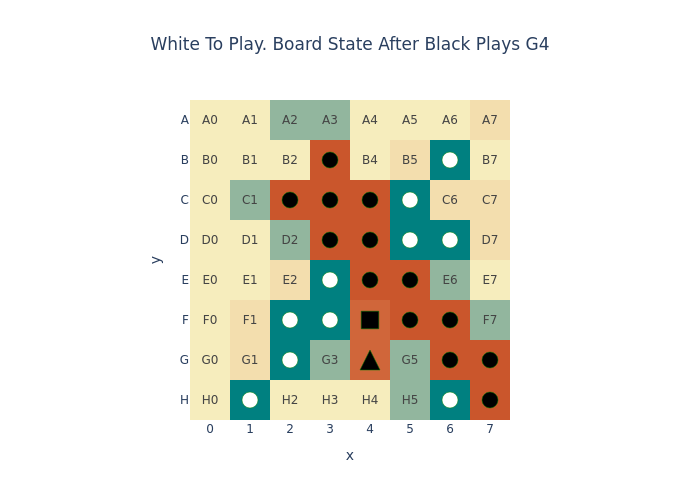 White To Play. Board State After Black Plays G4
A A0 A1 A2 A3 A4 A5 A6 A7
B B0 B1 B2 B4 B5 B7
C C0 C1 C6 C7
D D0 D1 D2 D7
E E0 E1 E2 E6 E7
F F0 F1 F7
G G0 G1 G3 G5
H H0 H2 H3 H4 H5
0 1 2 3 4 5 6 7
x
y